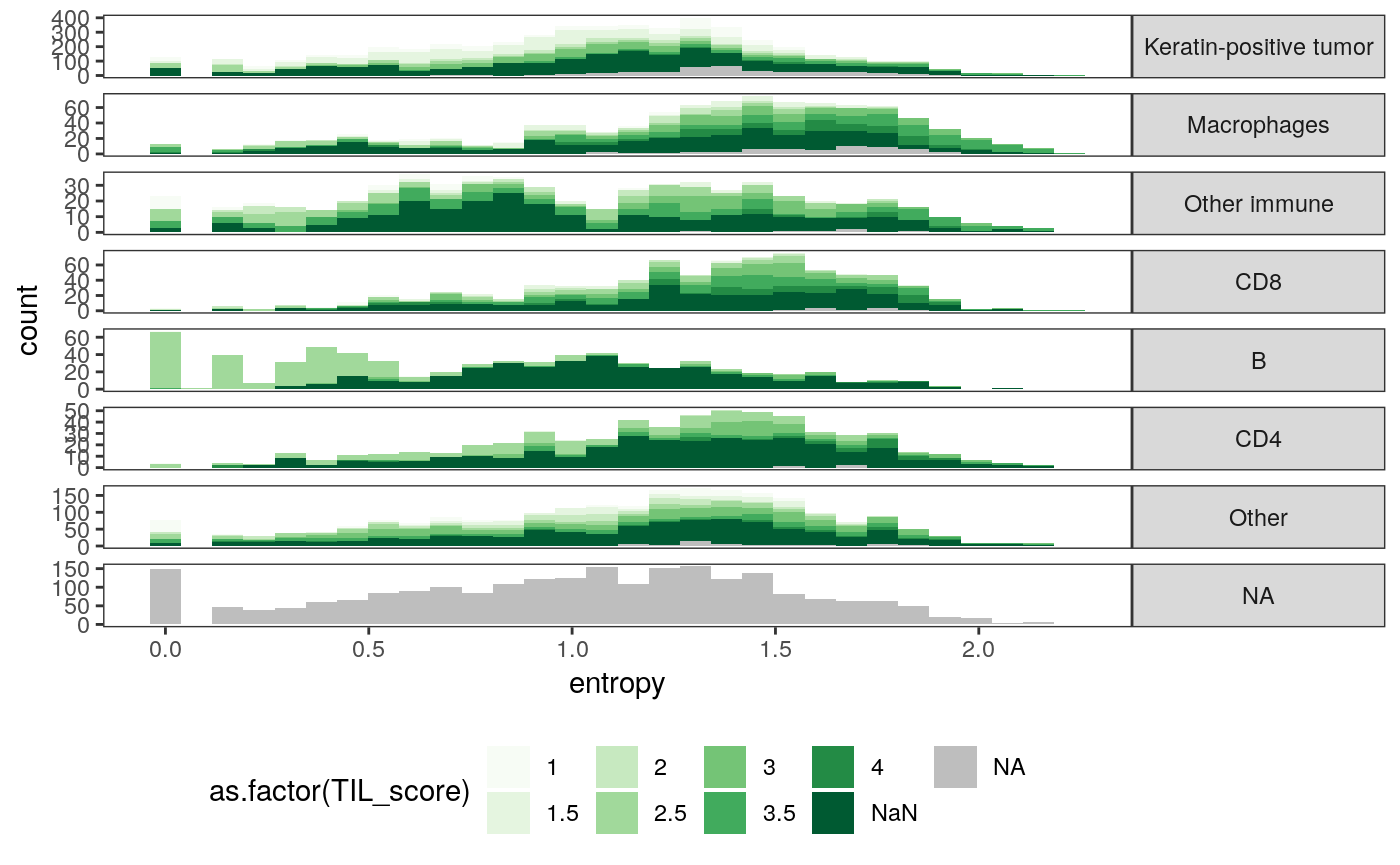 400
300
200
100
0
Keratin-positive tumor
60
40
20
0
Macrophages
30
20
10
0
Other immune
60
40
20
0
CD8
60
40
20
0
B
50
40
30
20
10
0
CD4
150
100
50
0
Other
150
100
50
0
NA
count
0.0 0.5 1.0 1.5 2.0
entropy
as.factor(TIL_score)
1 2 3 4 NA
1.5 2.5 3.5 NaN